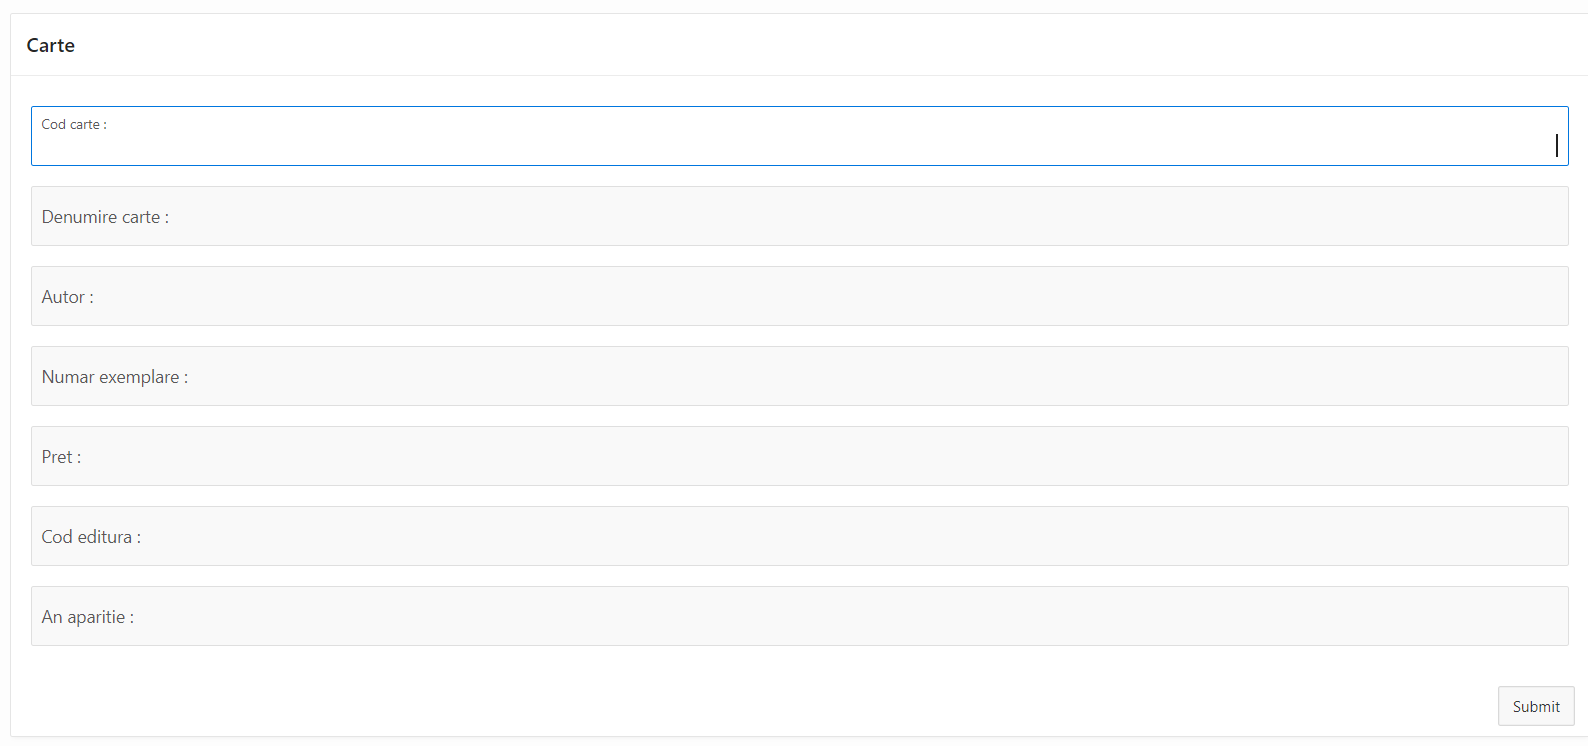 Carte
Cod carte :
Denumire carte :
Autor :
Numar exemplare :
Pret :
Cod editura :
An aparitie :
Submit